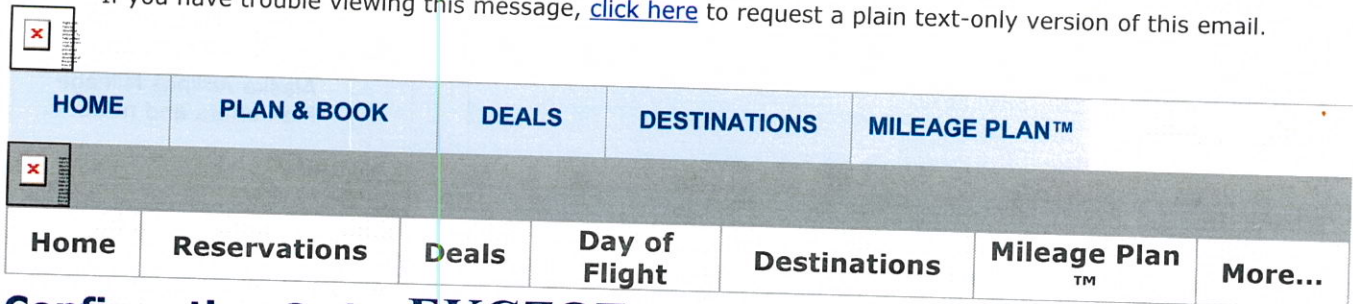 If you have trouble viewing this message, click here to request a plain text-only version of this email.
HOME PLAN & BOOK DEALS DESTINATIONS MILEAGE PLAN™
Home Reservations Deals Day of Flight Destinations Mileage Plan ™ More...